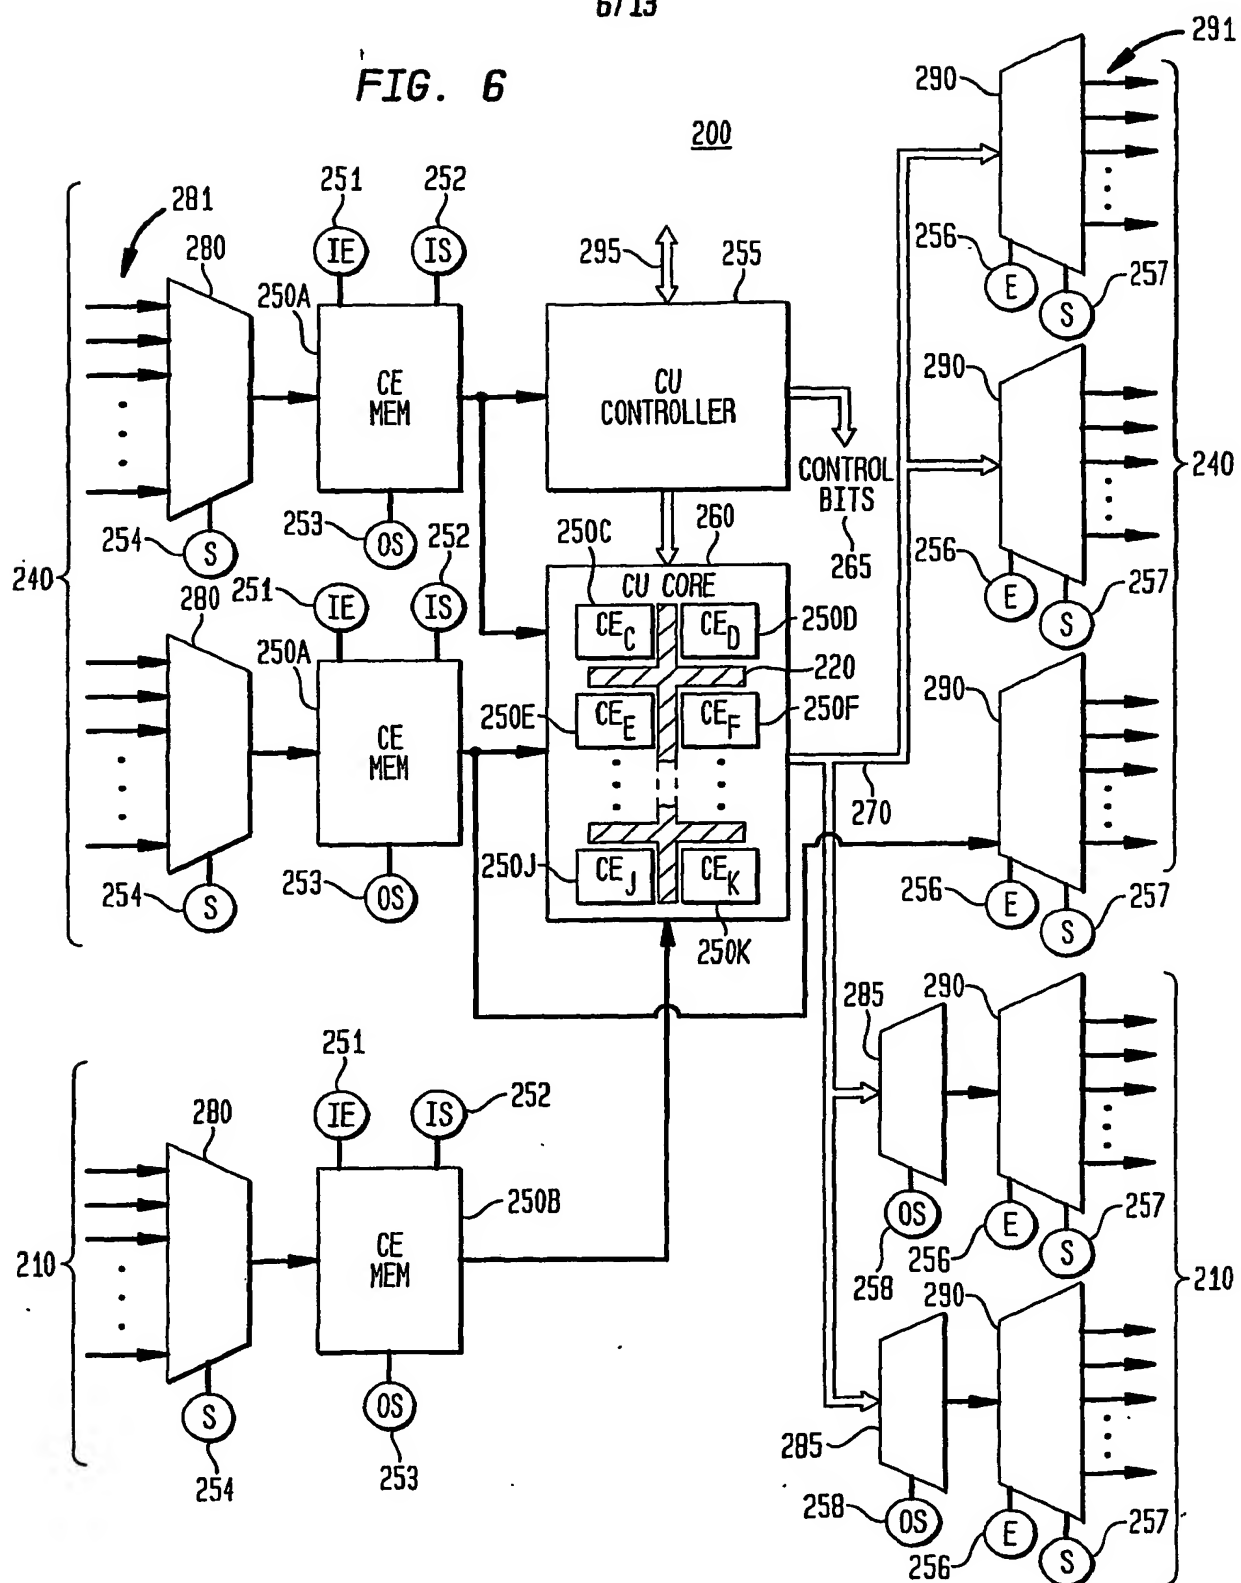 6/13
FIG. 6
200
291
290
281
251
252
280
IE
IS
295
255
256
E
257
S
250A
CE
MEM
CU
CONTROLLER
290
240
CONTROL
BITS
265
254
S
253
OS
252
250C
260
256
E
257
S
240
280
251
IE
IS
CU CORE
CE C
CE D
250D
250A
220
290
250E
CE E
CE F
250F
CE
MEM
270
254
S
253
OS
250J
CE J
CE K
250K
256
E
257
S
285
290
251
IE
IS
252
280
250B
CE
MEM
OS
258
256
E
257
S
210
210
290
285
254
S
253
OS
258
OS
256
E
257
S